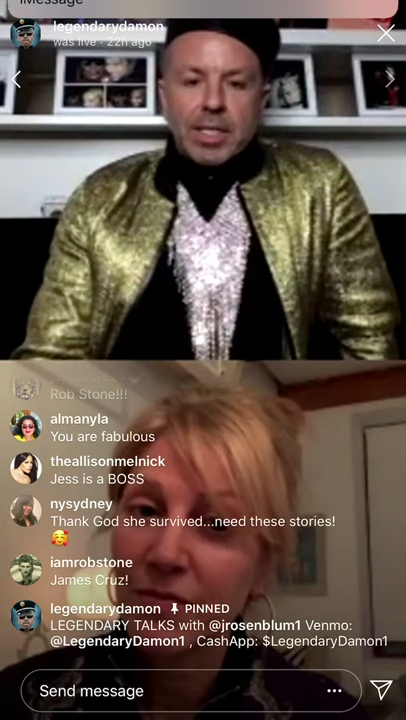 iMessage
legendarydamon
was live · 22h ago
Rob Stone!!!
almanyla
You are fabulous
theallisonmelnick
Jess is a BOSS
nysydney
Thank God she survived...need these stories!
🥰
iamrobstone
James Cruz!
legendarydamon PINNED
LEGENDARY TALKS with @jrosenblum1 Venmo:
@LegendaryDamon1 , CashApp: $LegendaryDamon1
Send message